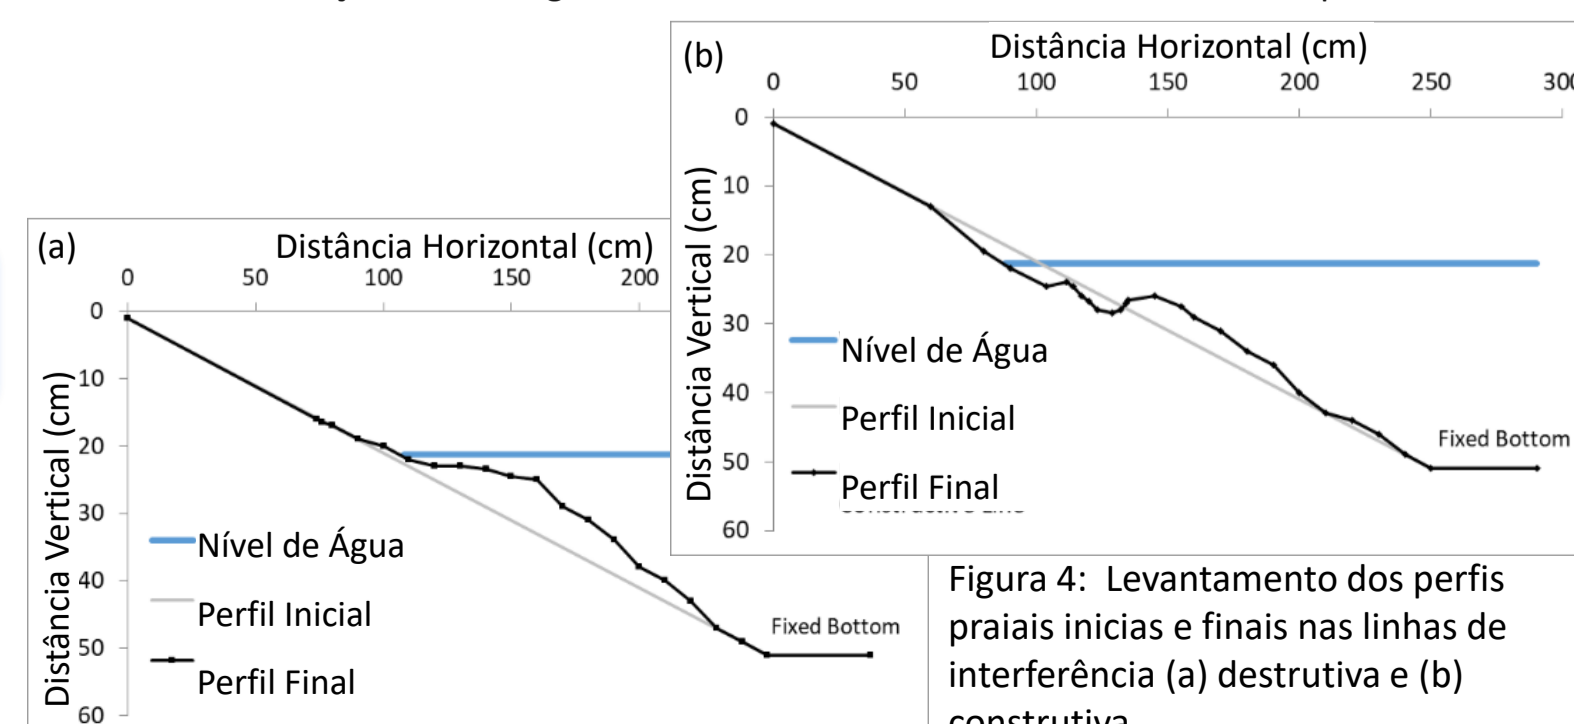 (a)
Distância Horizontal (cm)
0 50 100 150 200
Distância Vertical (cm)
0
10
20
30
40
50
60
Nível de Água
Perfil Inicial
Perfil Final
Fixed Bottom
(b)
Distância Horizontal (cm)
0 50 100 150 200 250 300
Distância Vertical (cm)
0
10
20
30
40
50
60
Nível de Água
Perfil Inicial
Perfil Final
Fixed Bottom
Figura 4: Levantamento dos perfis
praiais inicias e finais nas linhas de
interferência (a) destrutiva e (b)
construtiva